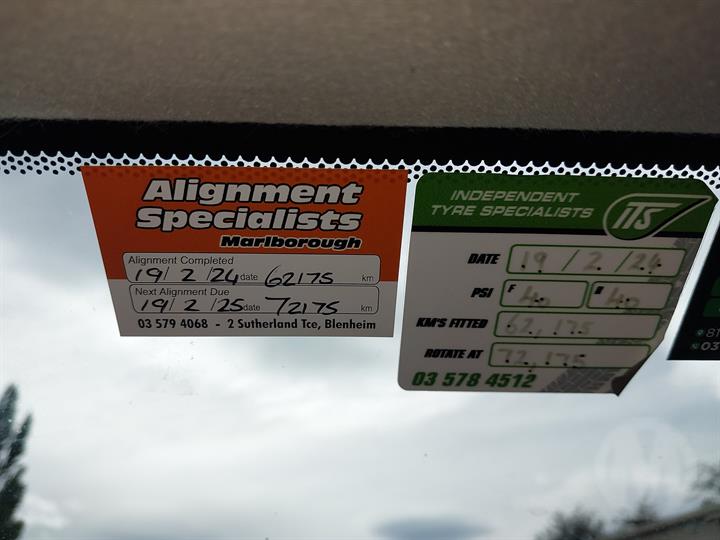 Alignment
Specialists
Marlborough
Alignment Completed
19/2/24 date 62175 km
Next Alignment Due
19/2/25 date 72175 km
03 579 4068 - 2 Sutherland Tce, Blenheim
INDEPENDENT
TYRE SPECIALISTS
ITS
DATE 19/2/24
PSI F 40 R 40
KM'S FITTED 62,175
ROTATE AT 72,175
03 578 4512
81
03